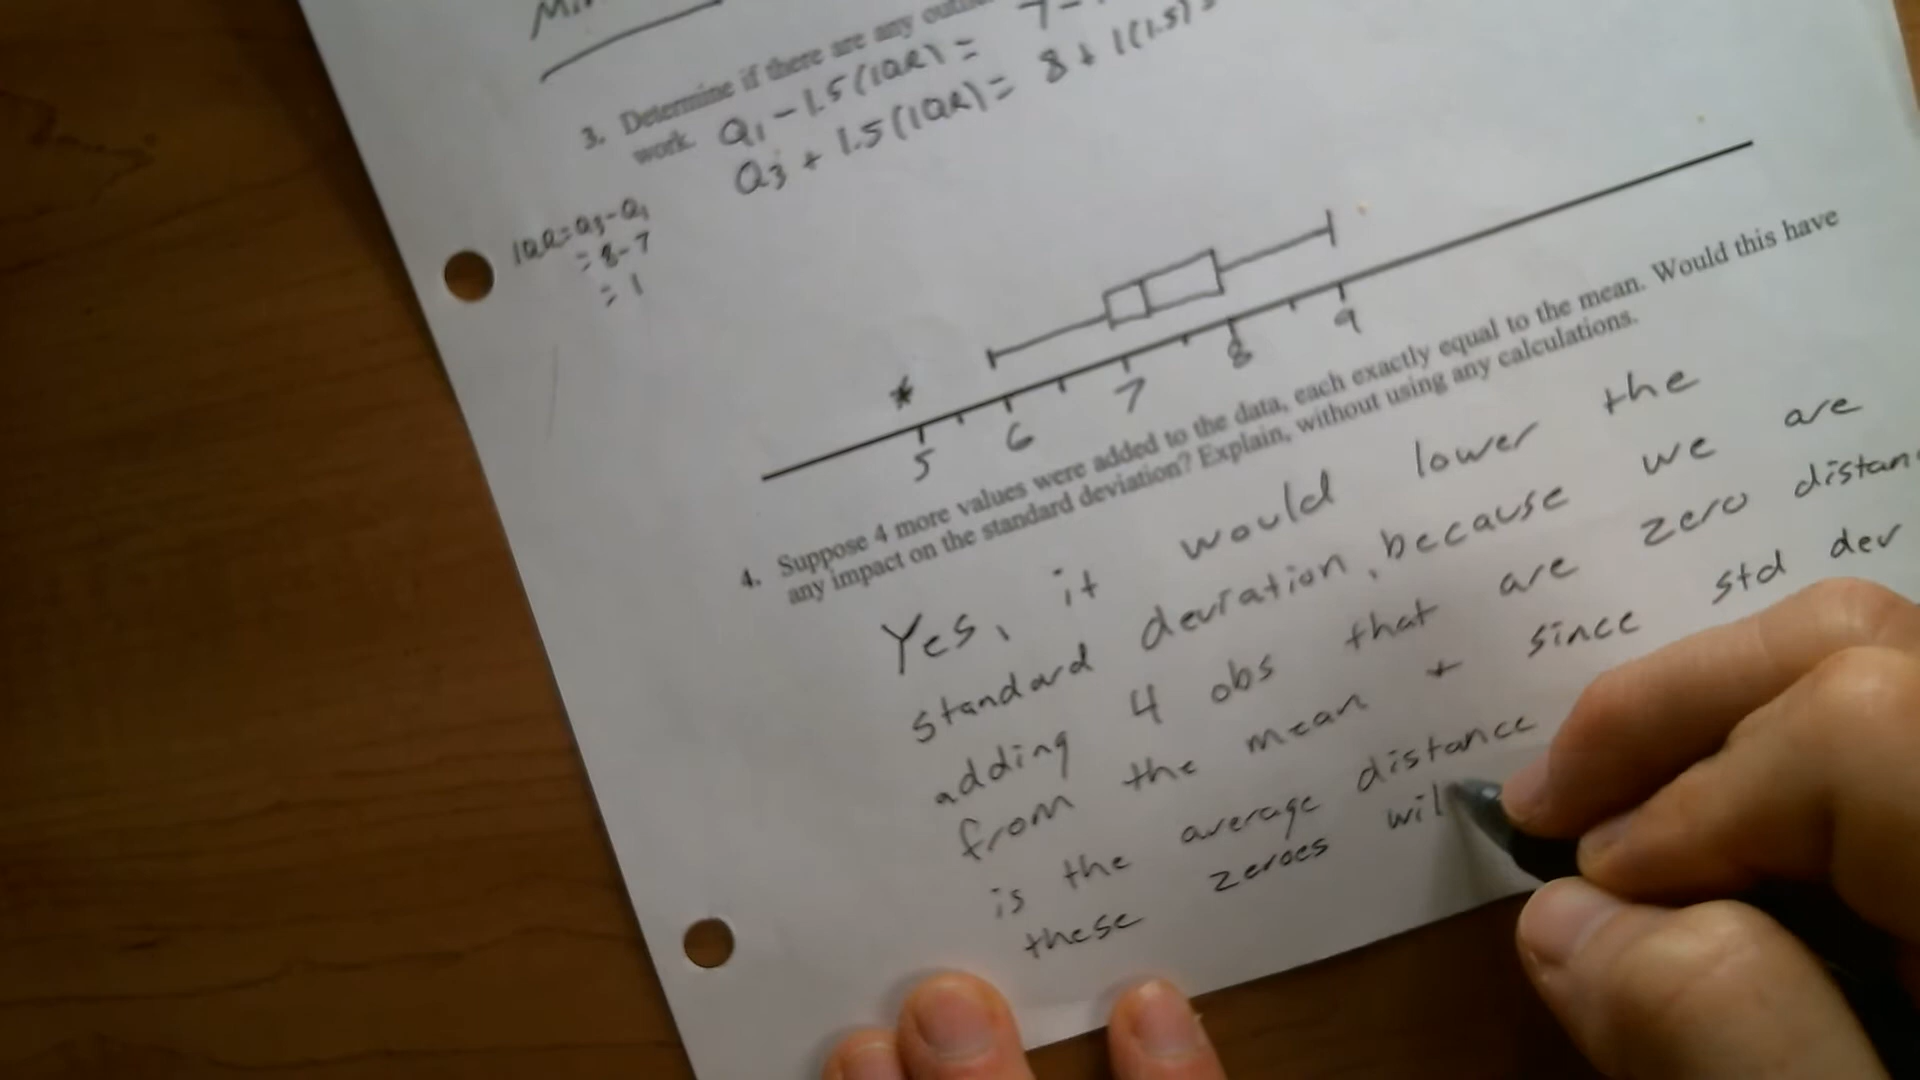 3. Determine if there are any
work. Q1 - 1.5(IQR) = 7 -
Q3 + 1.5(IQR) = 8 + 1(1.5)
IQR = Q3 - Q1
= 8 - 7
= 1
*
5 6 7 8 9
4. Suppose 4 more values were added to the data, each exactly equal to the mean. Would this have
any impact on the standard deviation? Explain, without using any calculations.
Yes, it would lower the
standard deviation, because we are
adding 4 obs that are zero
from the mean + since std dev
is the average distance
these zeroes